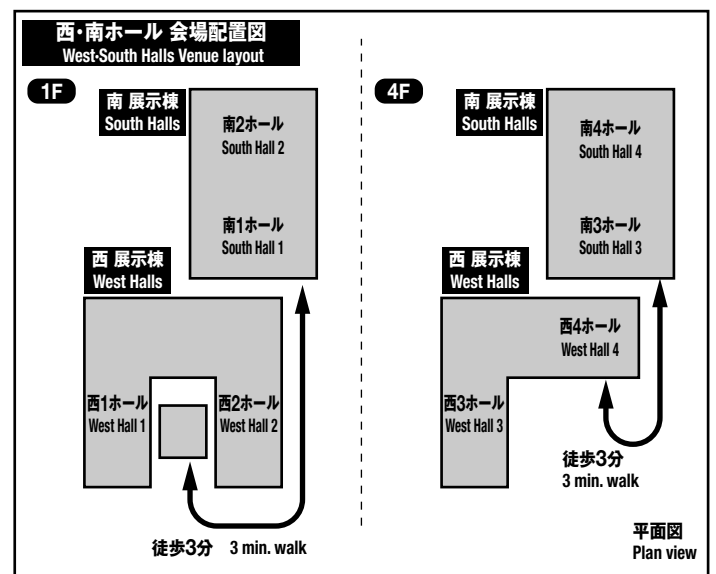 西・南ホール 会場配置図
West·South Halls Venue layout
1F
南 展示棟
South Halls
南2ホール
South Hall 2
南1ホール
South Hall 1
西 展示棟
West Halls
西1ホール
West Hall 1
西2ホール
West Hall 2
徒歩3分 3 min. walk
4F
南 展示棟
South Halls
南4ホール
South Hall 4
南3ホール
South Hall 3
西 展示棟
West Halls
西4ホール
West Hall 4
西3ホール
West Hall 3
徒歩3分
3 min. walk
平面図
Plan view